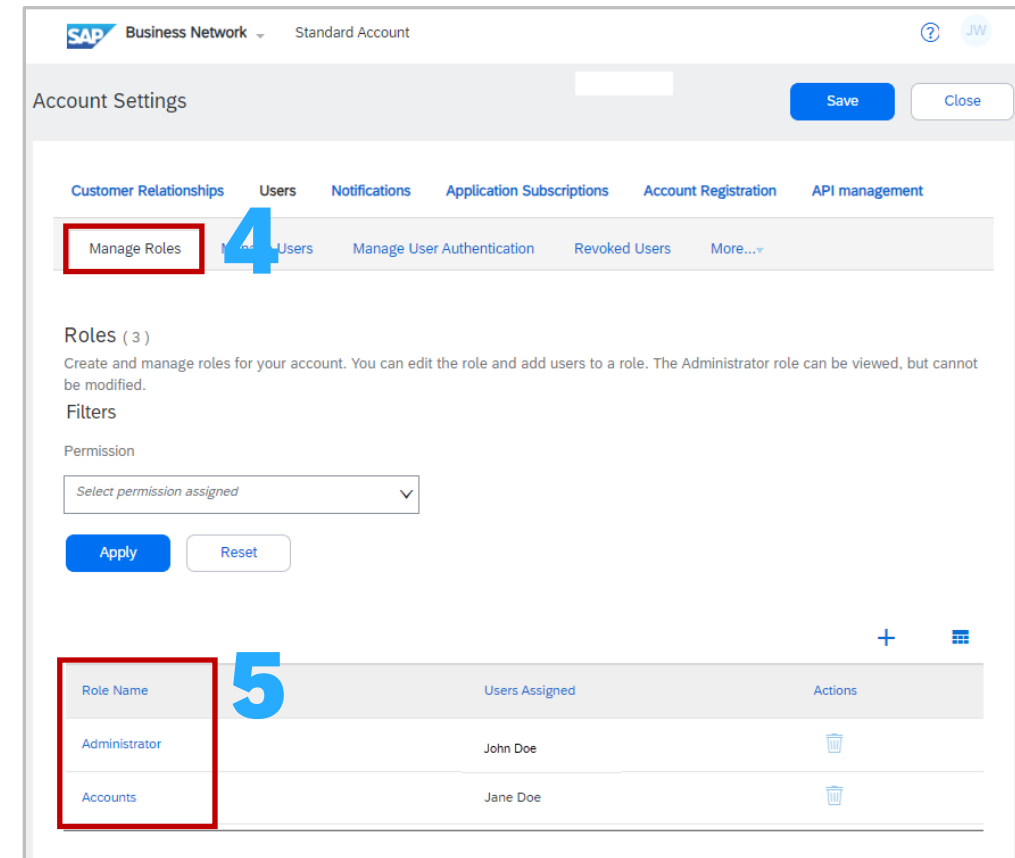 SAP Business Network Standard Account ? JW
Account Settings Save Close
Customer Relationships Users Notifications Application Subscriptions Account Registration API management
4
Manage Roles Users Manage User Authentication Revoked Users More...
Roles (3)
Create and manage roles for your account. You can edit the role and add users to a role. The Administrator role can be viewed, but cannot
be modified.
Filters
Permission
Select permission assigned
Apply Reset
+
5
Role Name Users Assigned Actions
Administrator John Doe
Accounts Jane Doe